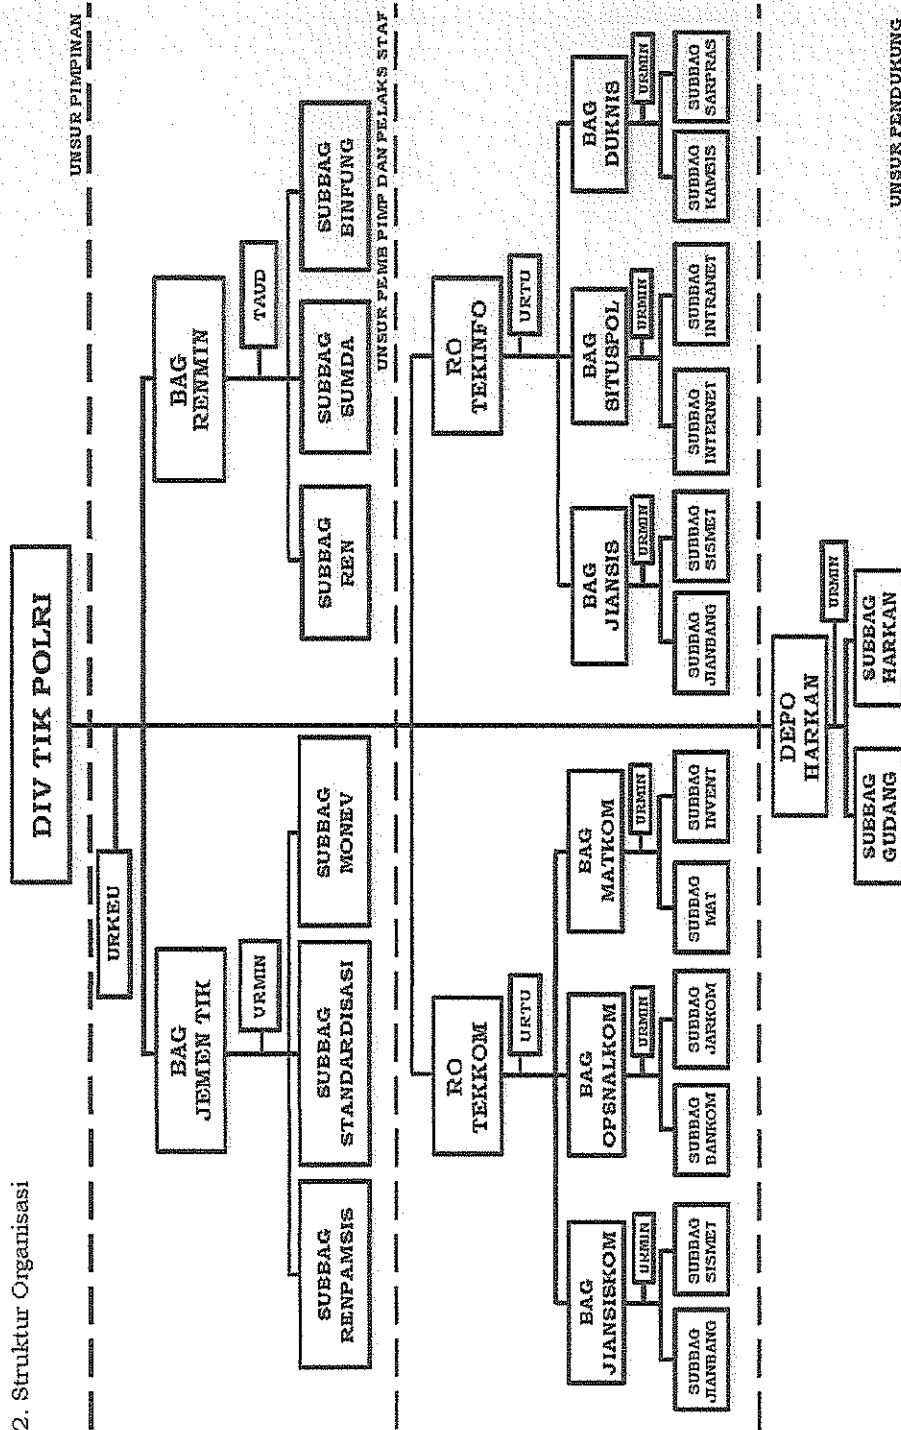 2. Struktur Organisasi
DIV TIK POLRI
UNSUR PIMPINAN
URKEU
BAG
JEMEN TIK
URMIN
SUBBAG
RENPAMSIS
SUBBAG
STANDARDISASI
SUBBAG
MONEV
BAG
RENMIN
TAUD
SUBBAG
REN
SUBBAG
SUMDA
SUBBAG
BINFUNG
UNSUR PEMB PIMP DAN PELAKS STAF
RO
TEKKOM
URTU
BAG
JIANSISKOM
URMIN
SUBBAG
JIANBANG
SUBBAG
SISMET
BAG
OPSNALKOM
URMIN
SUBBAG
BANKOM
SUBBAG
JARKOM
BAG
MATKOM
URMIN
SUBBAG
MAT
SUBBAG
INVENT
RO
TEKINFO
URTU
BAG
JIANSIS
URMIN
SUBBAG
JIANBANG
SUBBAG
SISMET
BAG
SITUSPOL
URMIN
SUBBAG
INTERNET
SUBBAG
INTRANET
BAG
DUKNIS
URMIN
SUBBAG
KAMSIS
SUBBAG
SARPRAS
DEPO
HARKAN
URMIN
SUBBAG
GUDANG
SUBBAG
HARKAN
UNSUR PENDUKUNG